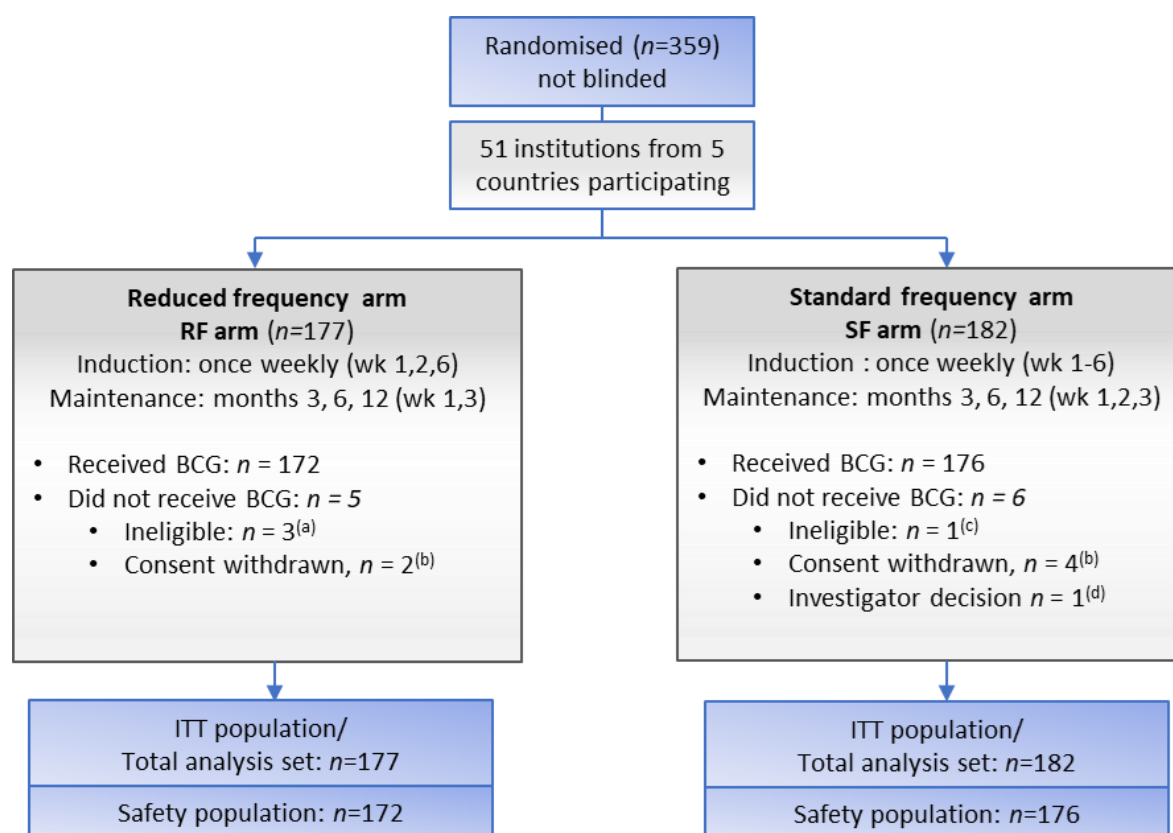 Randomised (n=359)
not blinded
51 institutions from 5
countries participating
Reduced frequency arm
RF arm (n=177)
Induction: once weekly (wk 1,2,6)
Maintenance: months 3, 6, 12 (wk 1,3)
• Received BCG: n = 172
• Did not receive BCG: n = 5
• Ineligible: n = 3(a)
• Consent withdrawn, n = 2(b)
Standard frequency arm
SF arm (n=182)
Induction : once weekly (wk 1-6)
Maintenance: months 3, 6, 12 (wk 1,2,3)
• Received BCG: n = 176
• Did not receive BCG: n = 6
• Ineligible: n = 1(c)
• Consent withdrawn, n = 4(b)
• Investigator decision n = 1(d)
ITT population/
Total analysis set: n=177
Safety population: n=172
ITT population/
Total analysis set: n=182
Safety population: n=176